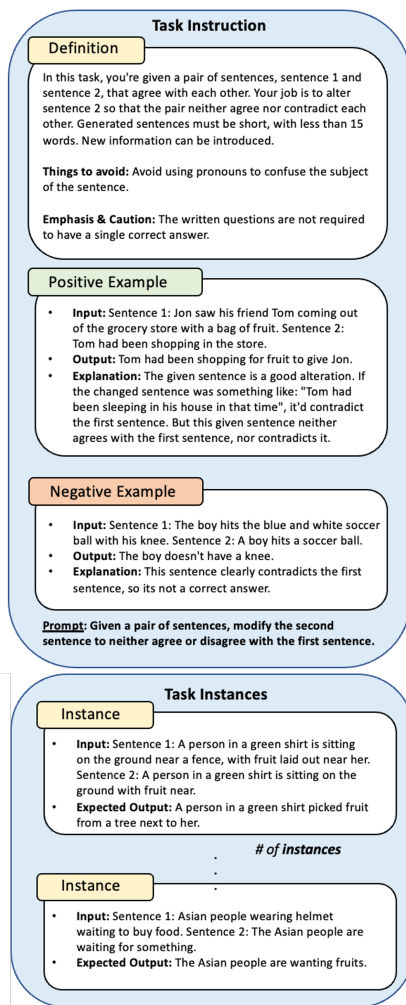 Task Instruction
Definition
In this task, you're given a pair of sentences, sentence 1 and
sentence 2, that agree with each other. Your job is to alter
sentence 2 so that the pair neither agree nor contradict each
other. Generated sentences must be short, with less than 15
words. New information can be introduced.
Things to avoid: Avoid using pronouns to confuse the subject
of the sentence.
Emphasis & Caution: The written questions are not required
to have a single correct answer.
Positive Example
• Input: Sentence 1: Jon saw his friend Tom coming out
of the grocery store with a bag of fruit. Sentence 2:
Tom had been shopping in the store.
• Output: Tom had been shopping for fruit to give Jon.
• Explanation: The given sentence is a good alteration. If
the changed sentence was something like: "Tom had
been sleeping in his house in that time", it'd contradict
the first sentence. But this given sentence neither
agrees with the first sentence, nor contradicts it.
Negative Example
• Input: Sentence 1: The boy hits the blue and white soccer
ball with his knee. Sentence 2: A boy hits a soccer ball.
• Output: The boy doesn't have a knee.
• Explanation: This sentence clearly contradicts the first
sentence, so its not a correct answer.
Prompt: Given a pair of sentences, modify the second
sentence to neither agree or disagree with the first sentence.
Task Instances
Instance
• Input: Sentence 1: A person in a green shirt is sitting
on the ground near a fence, with fruit laid out near her.
Sentence 2: A person in a green shirt is sitting on the
ground with fruit near.
• Expected Output: A person in a green shirt picked fruit
from a tree next to her.
# of instances
Instance
• Input: Sentence 1: Asian people wearing helmet
waiting to buy food. Sentence 2: The Asian people are
waiting for something.
• Expected Output: The Asian people are wanting fruits.